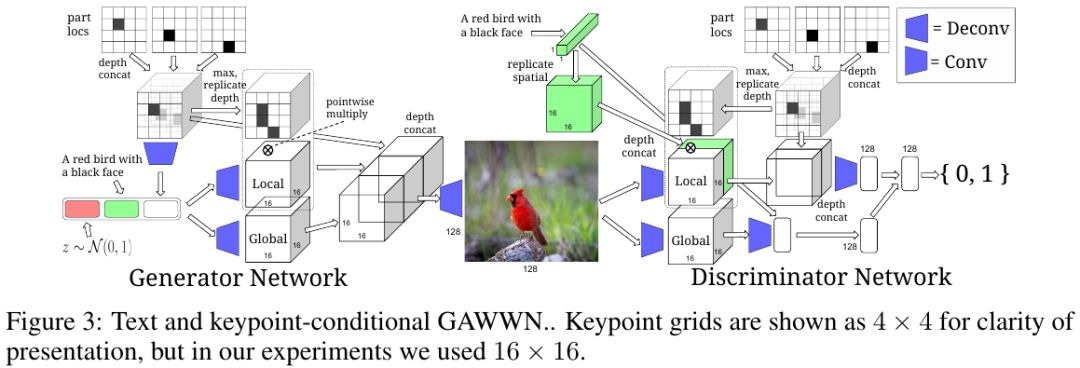 part
locs
depth
concat
max,
replicate
depth
pointwise
multiply
depth
concat
A red bird with
a black face
Local
16
16
Global
16
16
16
16
z ~ N(0, 1)
128
128
Generator Network
A red bird with
a black face
1
1
replicate
spatial
16
16
depth
concat
part
locs
max,
replicate
depth
depth
concat
Local
16
16
Global
16
16
depth
concat
128
128
128
{ 0, 1 }
= Deconv
= Conv
Discriminator Network
Figure 3: Text and keypoint-conditional GAWWN.. Keypoint grids are shown as 4 × 4 for clarity of
presentation, but in our experiments we used 16 × 16.